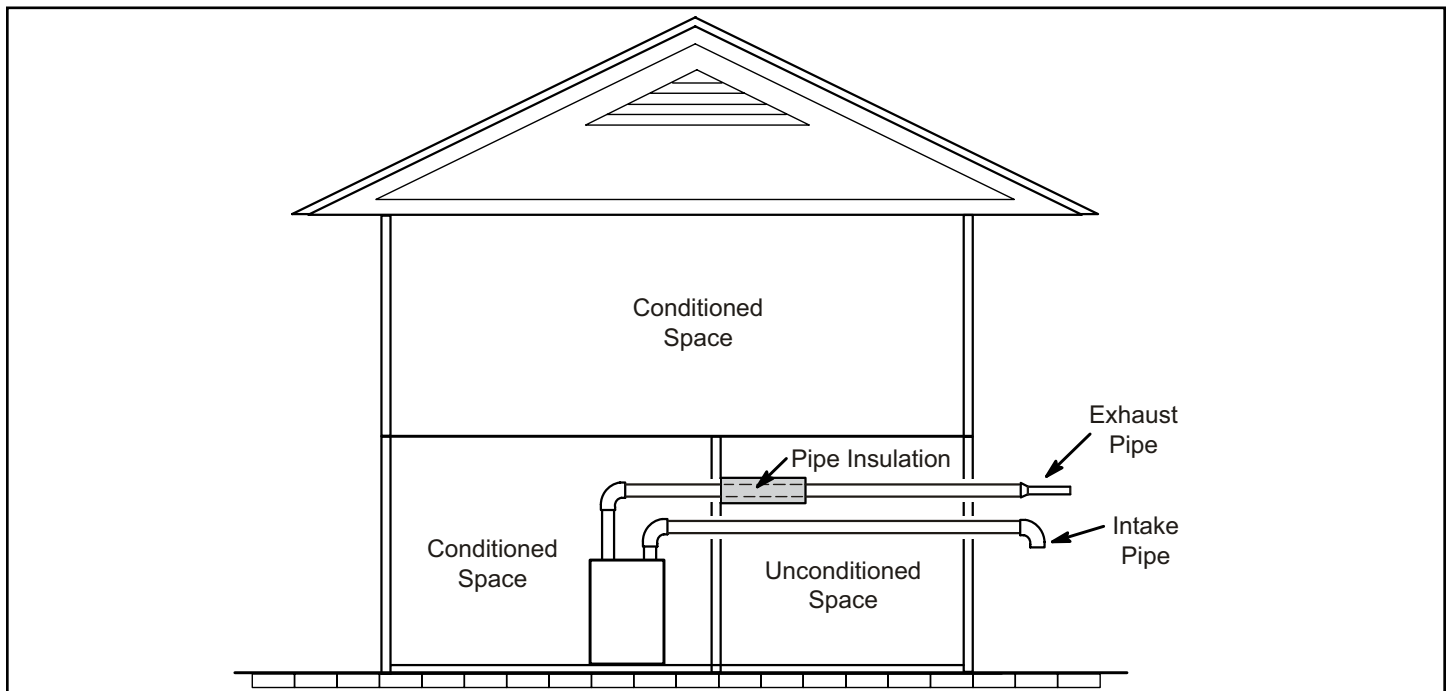 Conditioned
Space
Exhaust
Pipe
Pipe Insulation
Intake
Pipe
Conditioned
Space
Unconditioned
Space